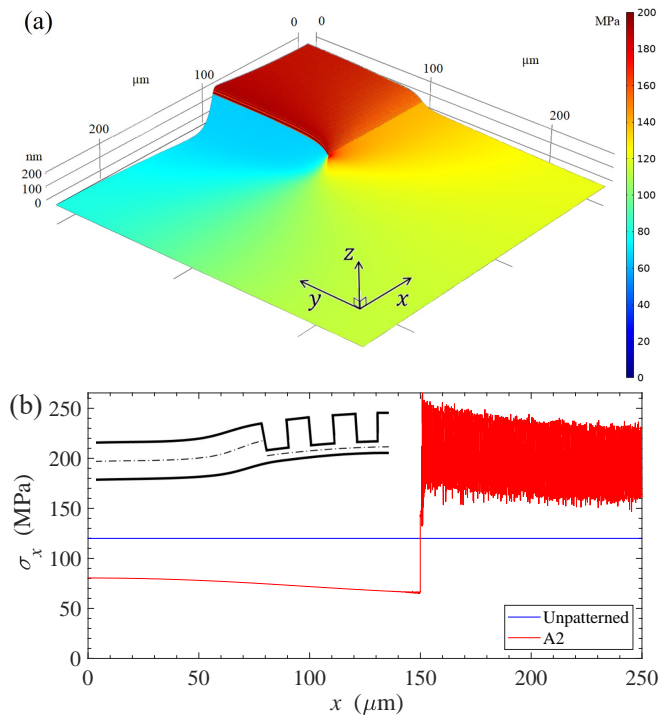 (a)
0 0
MPa 200
μm 100 100 μm
200 200
nm
200
100
0
180
160
140
120
100
80
60
40
20
0
z
y x
(b)
250
200
150
100
50
0
σx (MPa)
Unpatterned
A2
0 50 100 150 200 250
x (μm)